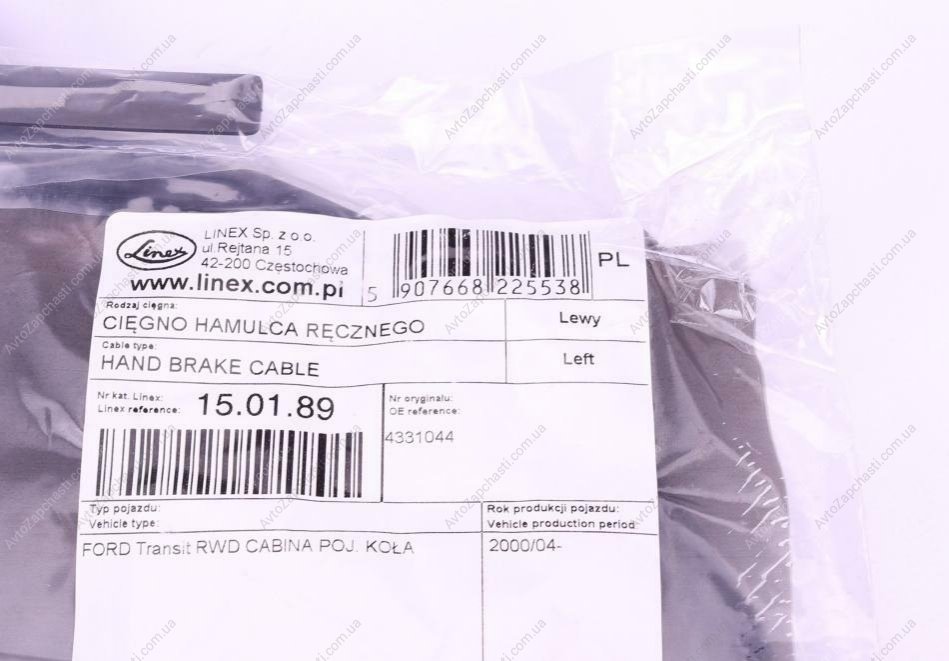 Linex
LINEX Sp. z o.o.
ul.Rejtana 15
42-200 Częstochowa
www.linex.com.pl
5 907668 225538
PL
Rodzaj cięgna:
CIĘGNO HAMULCA RĘCZNEGO
Lewy
Cable type:
HAND BRAKE CABLE
Left
Nr kat. Linex:
Linex reference:
15.01.89
Nr oryginału:
OE reference:
4331044
Typ pojazdu:
Vehicle type:
Rok produkcji pojazdu:
Vehicle production period:
FORD Transit RWD CABINA POJ. KOŁA
2000/04-
AvtoZapchasti.com.ua